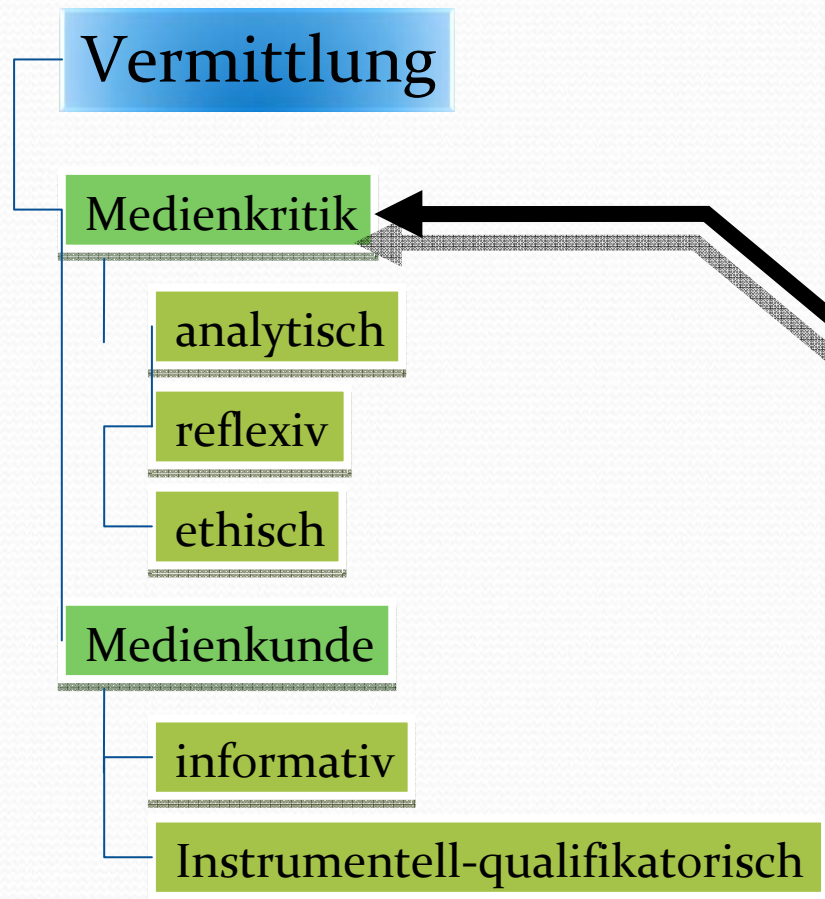 Vermittlung
Medienkritik
analytisch
reflexiv
ethisch
Medienkunde
informativ
Instrumentell-qualifikatorisch